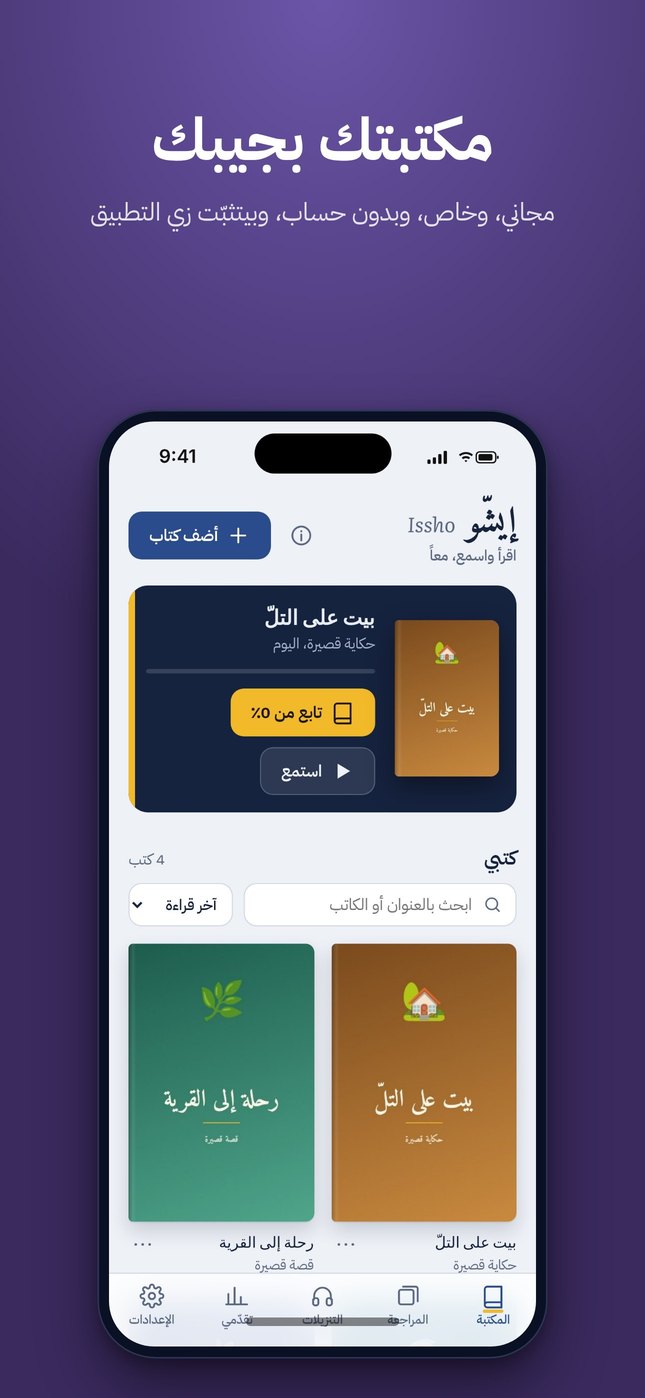 مكتبتك بجيبك
مجاني، وخاص، وبدون حساب، وبيتثبّت زي التطبيق
9:41
إيشّو Issho
اقرأ واسمع، معاً
أضف كتاب
بيت على التلّ
حكاية قصيرة، اليوم
تابع من 0٪
استمع
بيت على التلّ
حكاية قصيرة
كتبي
4 كتب
ابحث بالعنوان أو الكاتب
آخر قراءة
بيت على التلّ
حكاية قصيرة
رحلة إلى القرية
قصة قصيرة
بيت على التلّ
حكاية قصيرة
رحلة إلى القرية
قصة قصيرة
المكتبة
المراجعة
التنزيلات
تقدّمي
الإعدادات